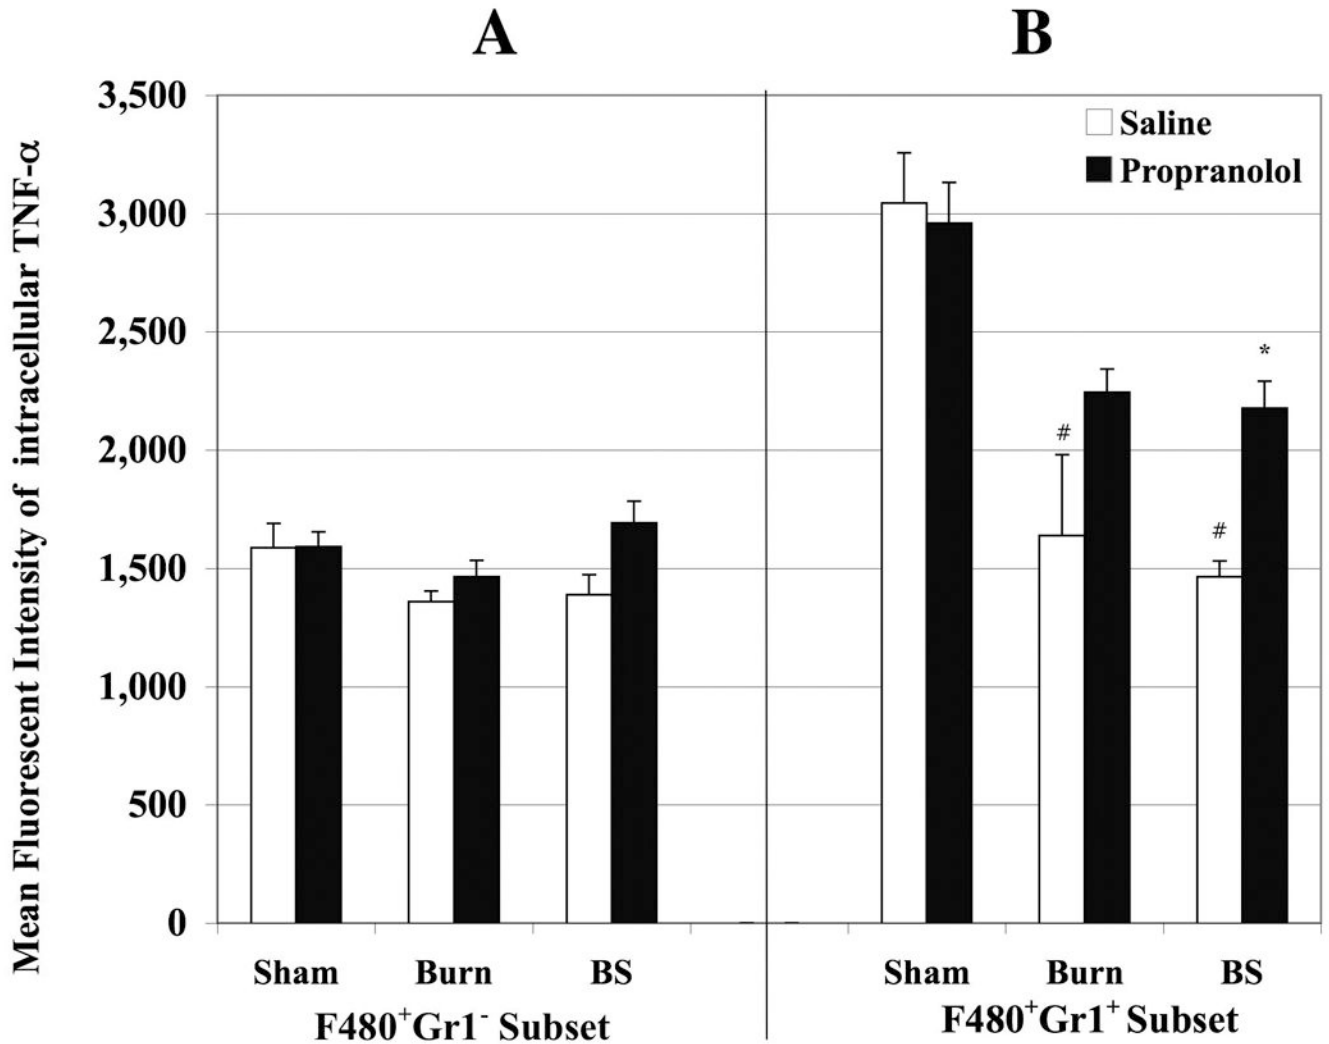 A
B
Mean Fluorescent Intensity of intracellular TNF-α
3,500
3,000
2,500
2,000
1,500
1,000
500
0
Saline
Propranolol
#
#
*
Sham
Burn
BS
Sham
Burn
BS
F480⁺Gr1⁻ Subset
F480⁺Gr1⁺ Subset